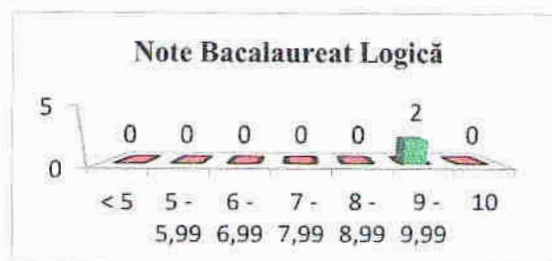 Note Bacalaureat Logică
5
0
0 0 0 0 0 2 0
< 5 5 - 6 - 7 - 8 - 9 - 10
5,99 6,99 7,99 8,99 9,99